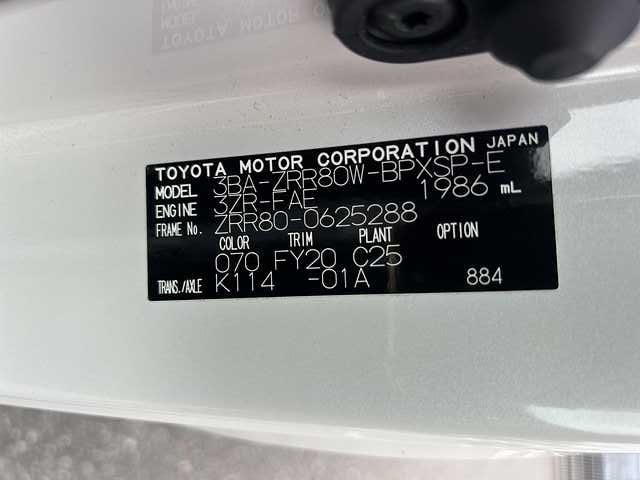 TOYOTA MOTOR CORPORATION JAPAN
MODEL 3BA-ZRR80W-BPXSP-E
ENGINE 3ZR-FAE 1986 mL
FRAME No. ZRR80-0625288
COLOR TRIM PLANT OPTION
070 FY20 C25
TRANS./AXLE K114 -01A 884